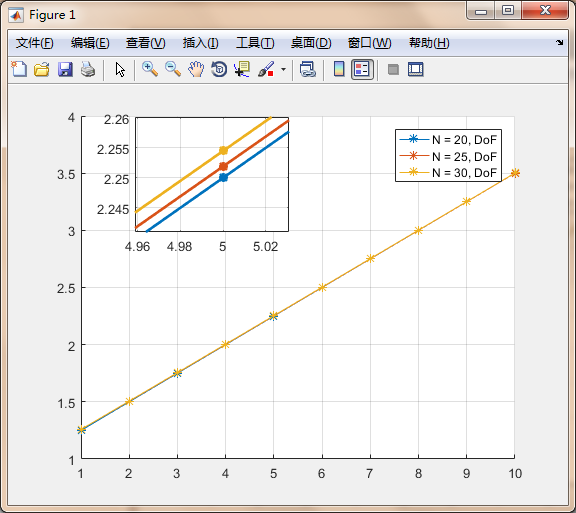 Figure 1
文件(F) 编辑(E) 查看(V) 插入(I) 工具(T) 桌面(D) 窗口(W) 帮助(H)
4
3.5
3
2.5
2
1.5
1
1 2 3 4 5 6 7 8 9 10
2.26
2.255
2.25
2.245
4.96 4.98 5 5.02
N = 20, DoF
N = 25, DoF
N = 30, DoF